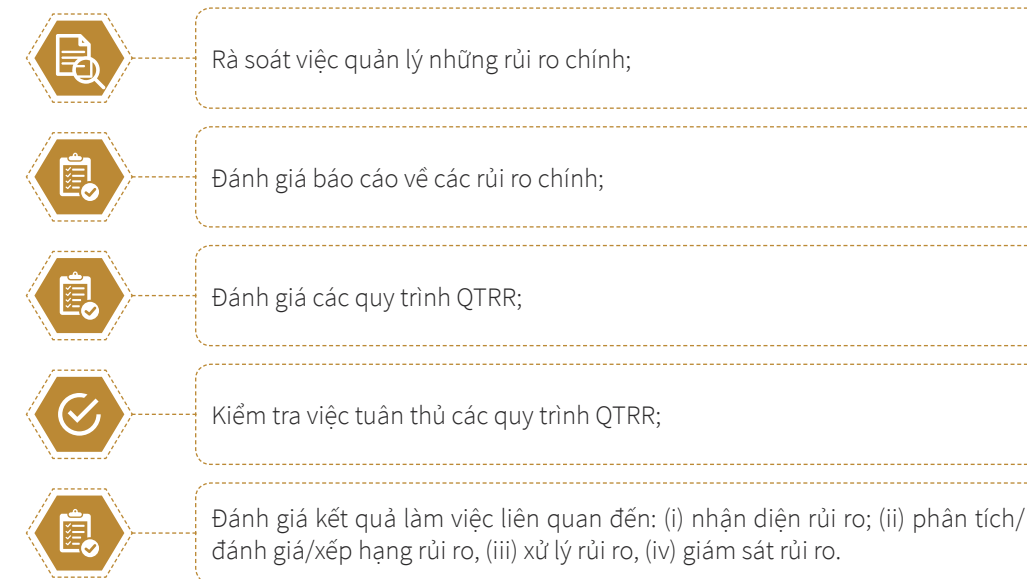 Rà soát việc quản lý những rủi ro chính;
Đánh giá báo cáo về các rủi ro chính;
Đánh giá các quy trình QTRR;
Kiểm tra việc tuân thủ các quy trình QTRR;
Đánh giá kết quả làm việc liên quan đến: (i) nhận diện rủi ro; (ii) phân tích/
đánh giá/xếp hạng rủi ro, (iii) xử lý rủi ro, (iv) giám sát rủi ro.